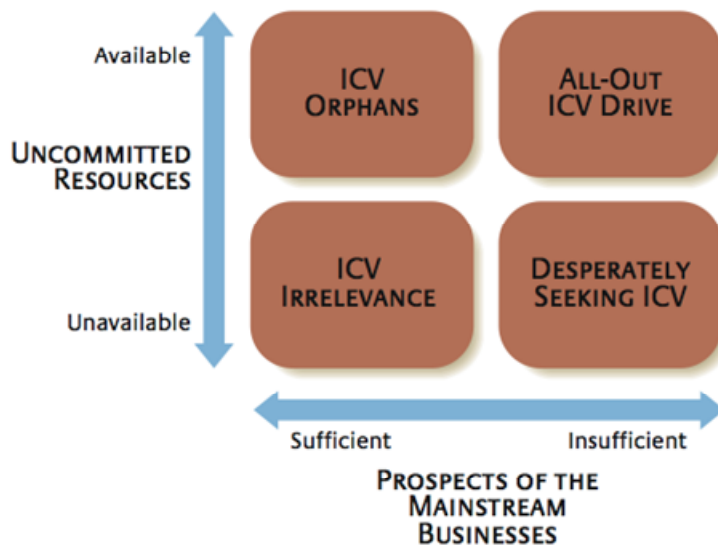 Available
UNCOMMITTED
RESOURCES
Unavailable
ICV
ORPHANS
ALL-OUT
ICV DRIVE
ICV
IRRELEVANCE
DESPERATELY
SEEKING ICV
Sufficient
Insufficient
PROSPECTS OF THE
MAINSTREAM
BUSINESSES